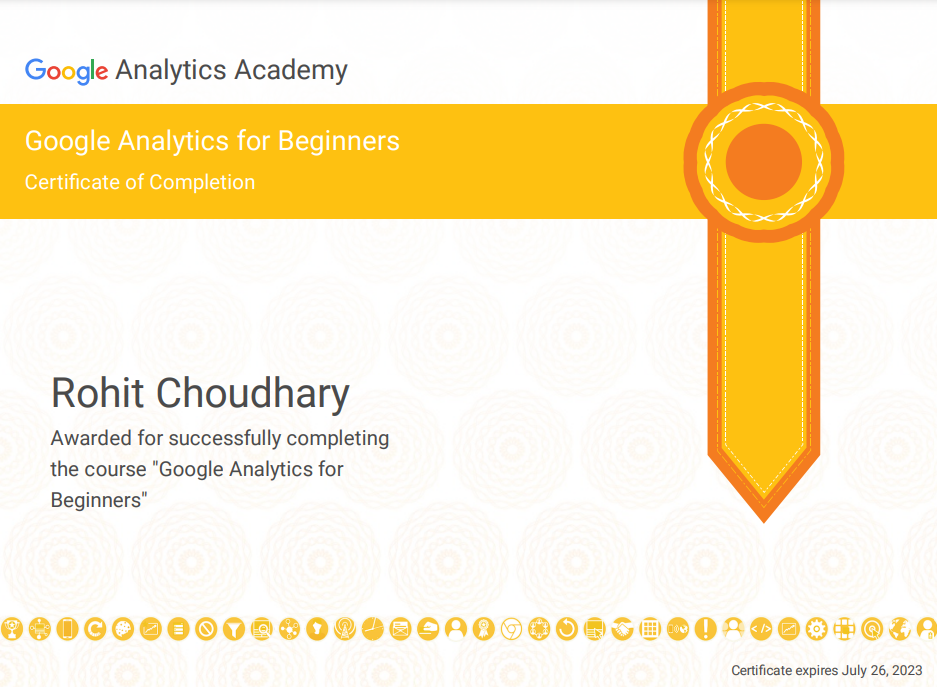 Google Analytics Academy
Google Analytics for Beginners
Certificate of Completion
Rohit Choudhary
Awarded for successfully completing
the course "Google Analytics for
Beginners"
Certificate expires July 26, 2023